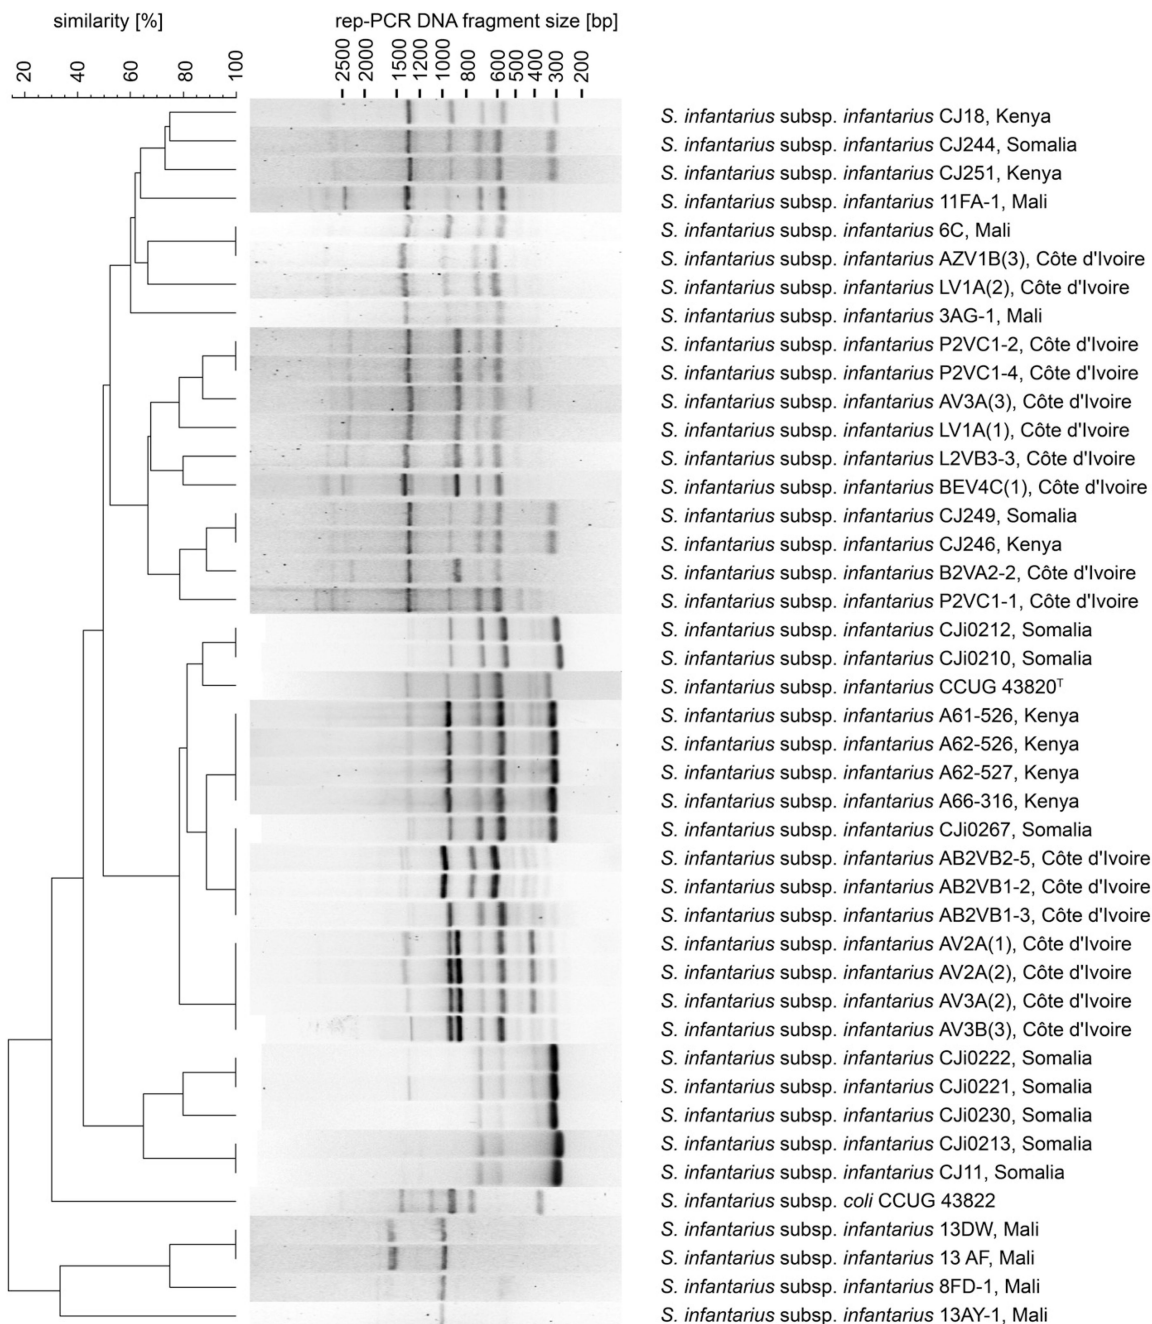 similarity [%]
rep-PCR DNA fragment size [bp]
20 40 60 80 100
2500 2000 1500 1200 1000 800 600 500 400 300 200
S. infantarius subsp. infantarius CJ18, Kenya
S. infantarius subsp. infantarius CJ244, Somalia
S. infantarius subsp. infantarius CJ251, Kenya
S. infantarius subsp. infantarius 11FA-1, Mali
S. infantarius subsp. infantarius 6C, Mali
S. infantarius subsp. infantarius AZV1B(3), Côte d'Ivoire
S. infantarius subsp. infantarius LV1A(2), Côte d'Ivoire
S. infantarius subsp. infantarius 3AG-1, Mali
S. infantarius subsp. infantarius P2VC1-2, Côte d'Ivoire
S. infantarius subsp. infantarius P2VC1-4, Côte d'Ivoire
S. infantarius subsp. infantarius AV3A(3), Côte d'Ivoire
S. infantarius subsp. infantarius LV1A(1), Côte d'Ivoire
S. infantarius subsp. infantarius L2VB3-3, Côte d'Ivoire
S. infantarius subsp. infantarius BEV4C(1), Côte d'Ivoire
S. infantarius subsp. infantarius CJ249, Somalia
S. infantarius subsp. infantarius CJ246, Kenya
S. infantarius subsp. infantarius B2VA2-2, Côte d'Ivoire
S. infantarius subsp. infantarius P2VC1-1, Côte d'Ivoire
S. infantarius subsp. infantarius CJi0212, Somalia
S. infantarius subsp. infantarius CJi0210, Somalia
S. infantarius subsp. infantarius CCUG 43820ᵀ
S. infantarius subsp. infantarius A61-526, Kenya
S. infantarius subsp. infantarius A62-526, Kenya
S. infantarius subsp. infantarius A62-527, Kenya
S. infantarius subsp. infantarius A66-316, Kenya
S. infantarius subsp. infantarius CJi0267, Somalia
S. infantarius subsp. infantarius AB2VB2-5, Côte d'Ivoire
S. infantarius subsp. infantarius AB2VB1-2, Côte d'Ivoire
S. infantarius subsp. infantarius AB2VB1-3, Côte d'Ivoire
S. infantarius subsp. infantarius AV2A(1), Côte d'Ivoire
S. infantarius subsp. infantarius AV2A(2), Côte d'Ivoire
S. infantarius subsp. infantarius AV3A(2), Côte d'Ivoire
S. infantarius subsp. infantarius AV3B(3), Côte d'Ivoire
S. infantarius subsp. infantarius CJi0222, Somalia
S. infantarius subsp. infantarius CJi0221, Somalia
S. infantarius subsp. infantarius CJi0230, Somalia
S. infantarius subsp. infantarius CJi0213, Somalia
S. infantarius subsp. infantarius CJ11, Somalia
S. infantarius subsp. coli CCUG 43822
S. infantarius subsp. infantarius 13DW, Mali
S. infantarius subsp. infantarius 13 AF, Mali
S. infantarius subsp. infantarius 8FD-1, Mali
S. infantarius subsp. infantarius 13AY-1, Mali